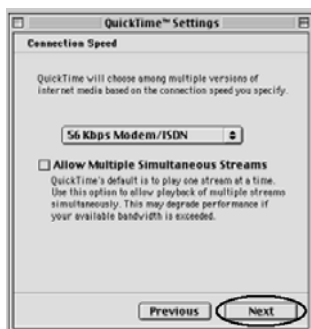 QuickTime™ Settings
Connection Speed
QuickTime will choose among multiple versions of
internet media based on the connection speed you specify.
56 Kbps Modem/ISDN
Allow Multiple Simultaneous Streams
QuickTime's default is to play one stream at a time.
Use this option to allow playback of multiple streams
simultaneously. This may degrade performance if
your available bandwidth is exceeded.
Previous Next